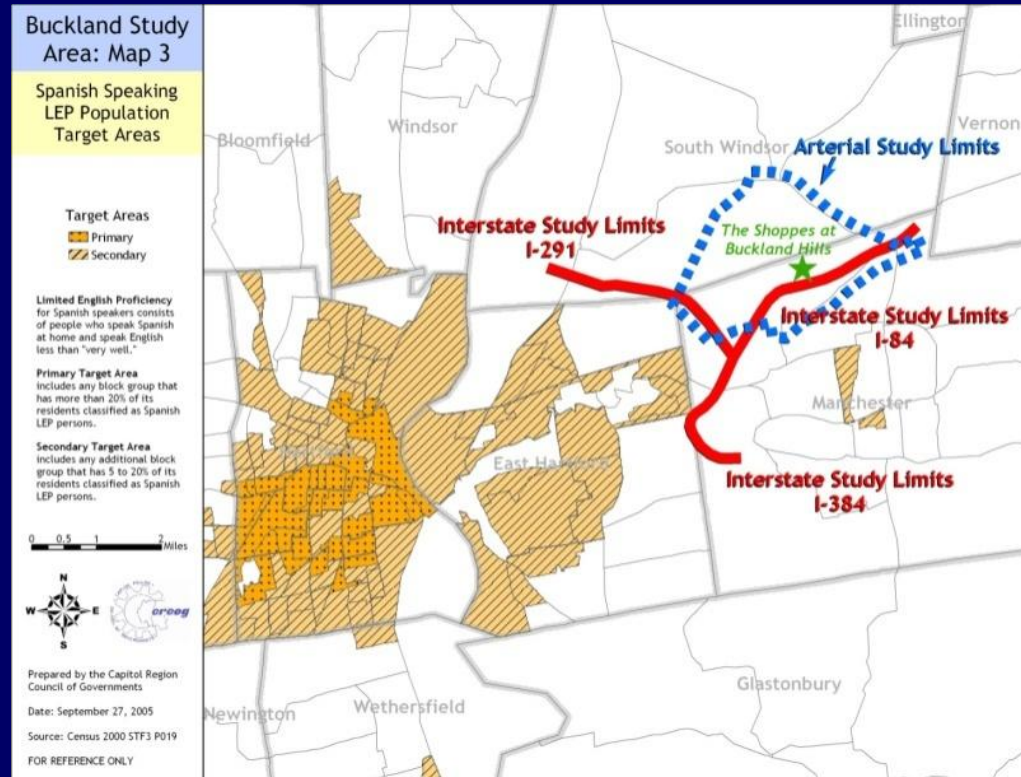 Buckland Study
Area: Map 3
Spanish Speaking
LEP Population
Target Areas
Target Areas
Primary
Secondary
Limited English Proficiency
for Spanish speakers consists
of people who speak Spanish
at home and speak English
less than "very well."
Primary Target Area
includes any block group that
has more than 20% of its
residents classified as Spanish
LEP persons.
Secondary Target Area
includes any additional block
group that has 5 to 20% of its
residents classified as Spanish
LEP persons.
0 0.5 1 2 Miles
N
W E
S
crcog
Prepared by the Capitol Region
Council of Governments
Date: September 27, 2005
Source: Census 2000 STF3 P019
FOR REFERENCE ONLY
Ellington
Windsor
Bloomfield
Vernon
South Windsor
Arterial Study Limits
Interstate Study Limits
I-291
The Shoppes at
Buckland Hills
Interstate Study Limits
I-84
Manchester
East
Interstate Study Limits
I-384
Glastonbury
Newington
Wethersfield